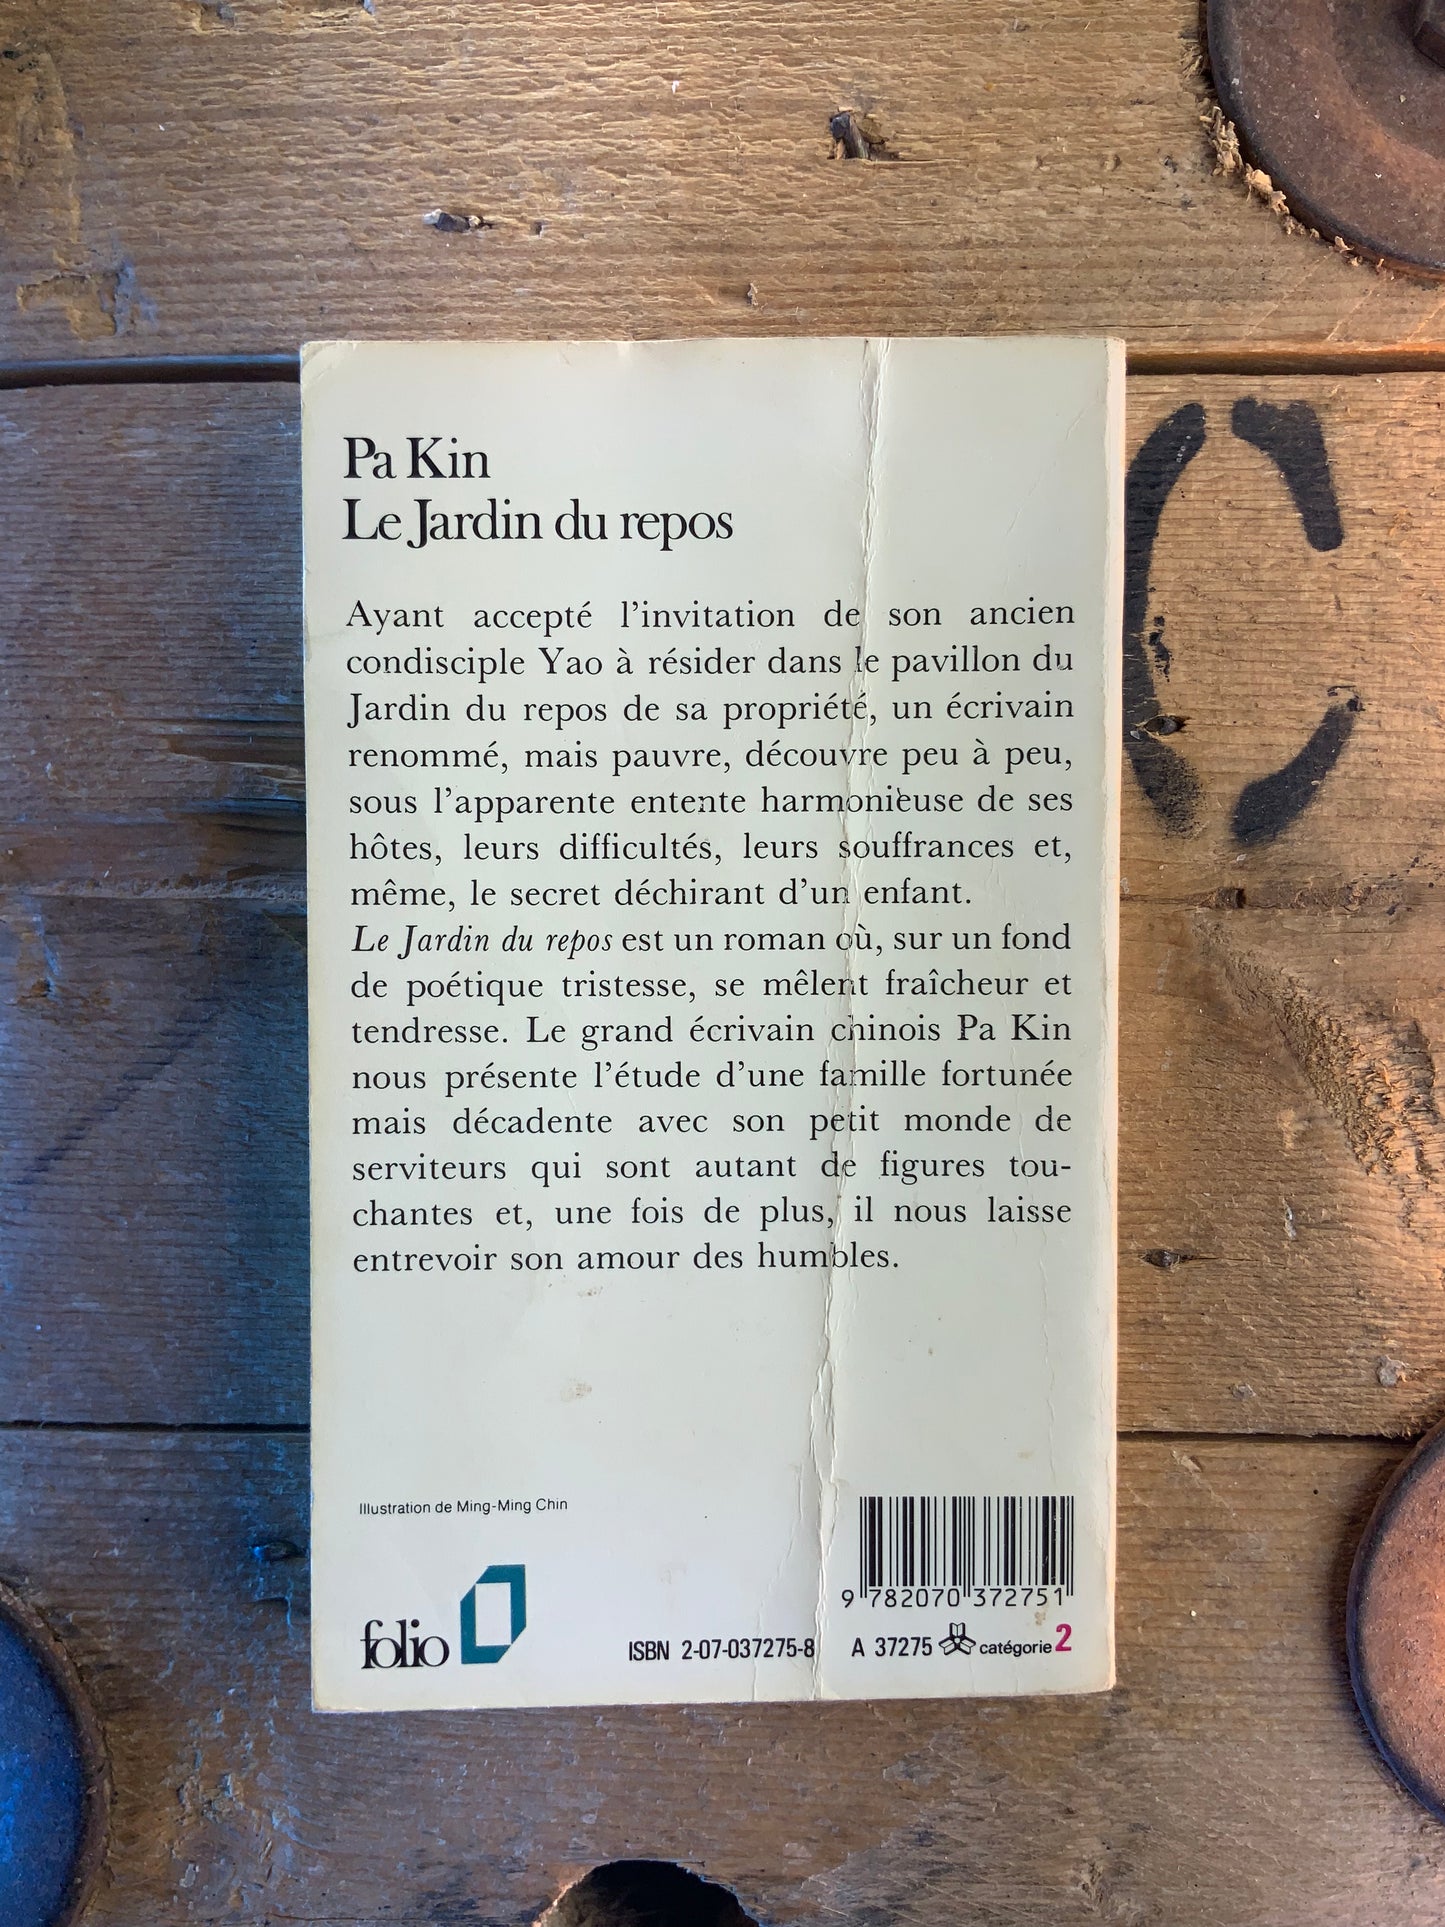 Pa Kin
Le Jardin du repos
Ayant accepté l'invitation de son ancien
condisciple Yao à résider dans le pavillon du
Jardin du repos de sa propriété, un écrivain
renommé, mais pauvre, découvre peu à peu,
sous l'apparente entente harmonieuse de ses
hôtes, leurs difficultés, leurs souffrances et,
même, le secret déchirant d'un enfant.
Le Jardin du repos est un roman où, sur un fond
de poétique tristesse, se mêlent fraîcheur et
tendresse. Le grand écrivain chinois Pa Kin
nous présente l'étude d'une famille fortunée
mais décadente avec son petit monde de
serviteurs qui sont autant de figures tou-
chantes et, une fois de plus, il nous laisse
entrevoir son amour des humbles.
Illustration de Ming-Ming Chin
9 782070 372751
folio
ISBN 2-07-037275-8 A 37275 catégorie 2